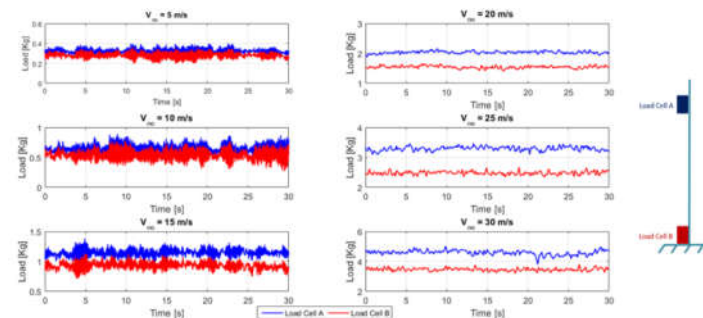 V∞ = 5 m/s
Load [Kg]
0.6
0.4
0.2
0
0 5 10 15 20 25 30
Time [s]
V∞ = 10 m/s
Load [Kg]
1
0.5
0
0 5 10 15 20 25 30
Time [s]
V∞ = 15 m/s
Load [Kg]
1.5
1
0.5
0 5 10 15 20 25 30
Time [s]
V∞ = 20 m/s
Load [Kg]
3
2
1
0 5 10 15 20 25 30
Time [s]
V∞ = 25 m/s
Load [Kg]
4
3
2
0 5 10 15 20 25 30
Time [s]
V∞ = 30 m/s
Load [Kg]
6
4
2
0 5 10 15 20 25 30
Time [s]
Load Cell A Load Cell B
Load Cell A
Load Cell B